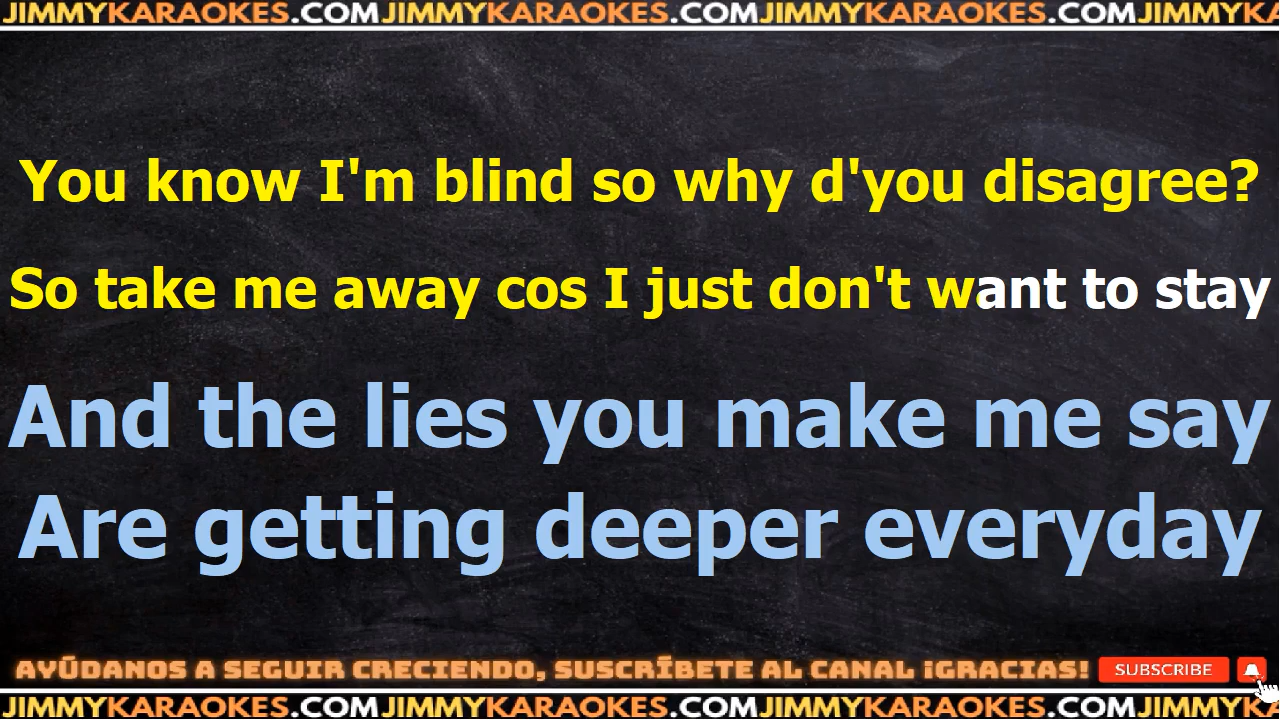 JIMMYKARAOKES.COMJIMMYKARAOKES.COMJIMMYKARAOKES.COMJIMMYKA
You know I'm blind so why d'you disagree?
So take me away cos I just don't want to stay
And the lies you make me say
Are getting deeper everyday
AYÚDANOS A SEGUIR CRECIENDO, SUSCRÍBETE AL CANAL ¡GRACIAS! SUBSCRIBE
JIMMYKARAOKES.COMJIMMYKARAOKES.COMJIMMYKARAOKES.COMJIMMYKA